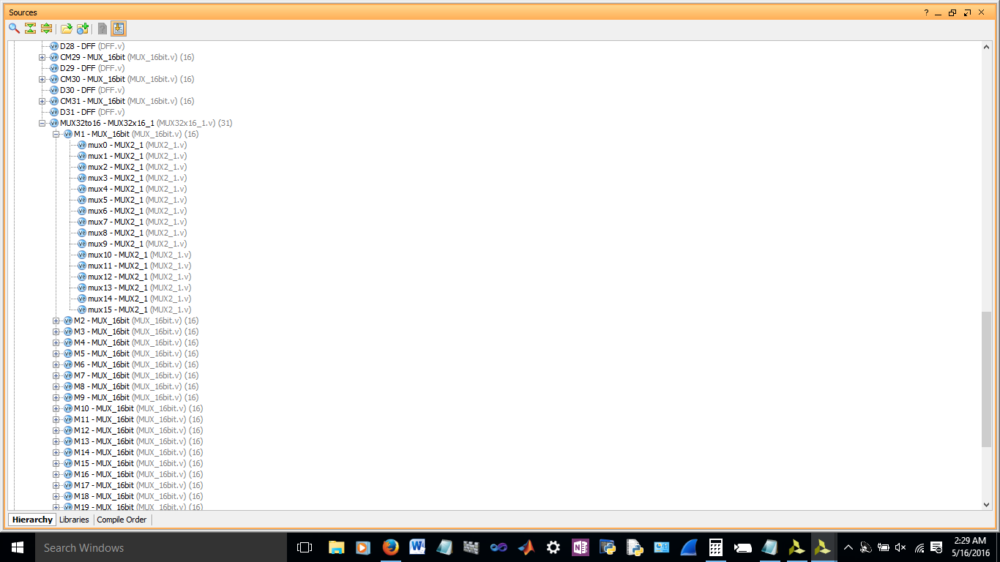 Sources
D28 - DFF (DFF.v)
CM29 - MUX_16bit (MUX_16bit.v) (16)
D29 - DFF (DFF.v)
CM30 - MUX_16bit (MUX_16bit.v) (16)
D30 - DFF (DFF.v)
CM31 - MUX_16bit (MUX_16bit.v) (16)
D31 - DFF (DFF.v)
MUX32to16 - MUX32x16_1 (MUX32x16_1.v) (31)
M1 - MUX_16bit (MUX_16bit.v) (16)
mux0 - MUX2_1 (MUX2_1.v)
mux1 - MUX2_1 (MUX2_1.v)
mux2 - MUX2_1 (MUX2_1.v)
mux3 - MUX2_1 (MUX2_1.v)
mux4 - MUX2_1 (MUX2_1.v)
mux5 - MUX2_1 (MUX2_1.v)
mux6 - MUX2_1 (MUX2_1.v)
mux7 - MUX2_1 (MUX2_1.v)
mux8 - MUX2_1 (MUX2_1.v)
mux9 - MUX2_1 (MUX2_1.v)
mux10 - MUX2_1 (MUX2_1.v)
mux11 - MUX2_1 (MUX2_1.v)
mux12 - MUX2_1 (MUX2_1.v)
mux13 - MUX2_1 (MUX2_1.v)
mux14 - MUX2_1 (MUX2_1.v)
mux15 - MUX2_1 (MUX2_1.v)
M2 - MUX_16bit (MUX_16bit.v) (16)
M3 - MUX_16bit (MUX_16bit.v) (16)
M4 - MUX_16bit (MUX_16bit.v) (16)
M5 - MUX_16bit (MUX_16bit.v) (16)
M6 - MUX_16bit (MUX_16bit.v) (16)
M7 - MUX_16bit (MUX_16bit.v) (16)
M8 - MUX_16bit (MUX_16bit.v) (16)
M9 - MUX_16bit (MUX_16bit.v) (16)
M10 - MUX_16bit (MUX_16bit.v) (16)
M11 - MUX_16bit (MUX_16bit.v) (16)
M12 - MUX_16bit (MUX_16bit.v) (16)
M13 - MUX_16bit (MUX_16bit.v) (16)
M14 - MUX_16bit (MUX_16bit.v) (16)
M15 - MUX_16bit (MUX_16bit.v) (16)
M16 - MUX_16bit (MUX_16bit.v) (16)
M17 - MUX_16bit (MUX_16bit.v) (16)
M18 - MUX_16bit (MUX_16bit.v) (16)
M19 - MUX_16bit (MUX_16bit.v) (16)
Hierarchy Libraries Compile Order
Search Windows
2:29 AM
5/16/2016